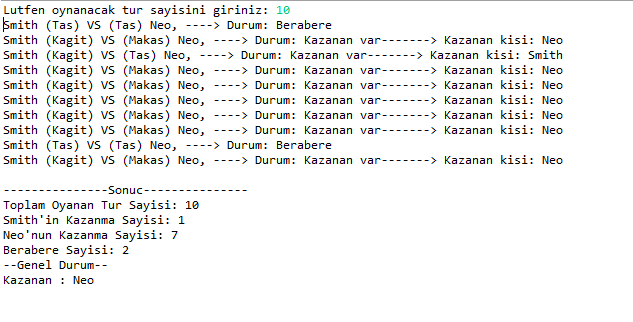 Lutfen oynanacak tur sayisini giriniz: 10
Smith (Tas) VS (Tas) Neo, ----> Durum: Berabere
Smith (Kagit) VS (Makas) Neo, ----> Durum: Kazanan var-------> Kazanan kisi: Neo
Smith (Kagit) VS (Tas) Neo, ----> Durum: Kazanan var-------> Kazanan kisi: Smith
Smith (Kagit) VS (Makas) Neo, ----> Durum: Kazanan var-------> Kazanan kisi: Neo
Smith (Kagit) VS (Makas) Neo, ----> Durum: Kazanan var-------> Kazanan kisi: Neo
Smith (Kagit) VS (Makas) Neo, ----> Durum: Kazanan var-------> Kazanan kisi: Neo
Smith (Kagit) VS (Makas) Neo, ----> Durum: Kazanan var-------> Kazanan kisi: Neo
Smith (Kagit) VS (Makas) Neo, ----> Durum: Kazanan var-------> Kazanan kisi: Neo
Smith (Tas) VS (Tas) Neo, ----> Durum: Berabere
Smith (Kagit) VS (Makas) Neo, ----> Durum: Kazanan var-------> Kazanan kisi: Neo
---------------Sonuc---------------
Toplam Oyanan Tur Sayisi: 10
Smith'in Kazanma Sayisi: 1
Neo'nun Kazanma Sayisi: 7
Berabere Sayisi: 2
--Genel Durum--
Kazanan : Neo